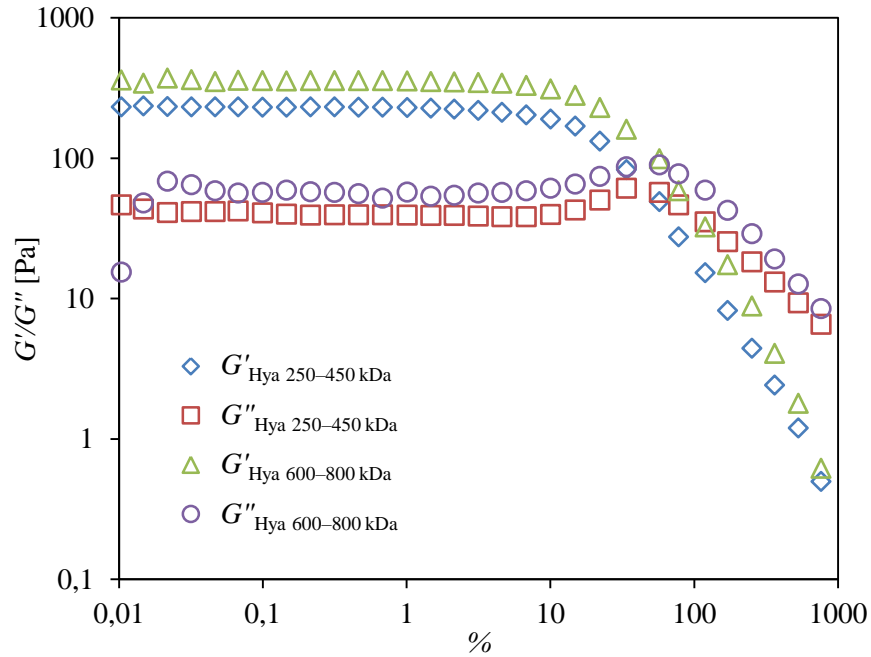 1000
100
10
1
0,1
G′/G″ [Pa]
G′Hya 250–450 kDa
G″Hya 250–450 kDa
G′Hya 600–800 kDa
G″Hya 600–800 kDa
0,01 0,1 1 10 100 1000
%